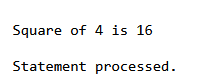 Square of 4 is 16
Statement processed.